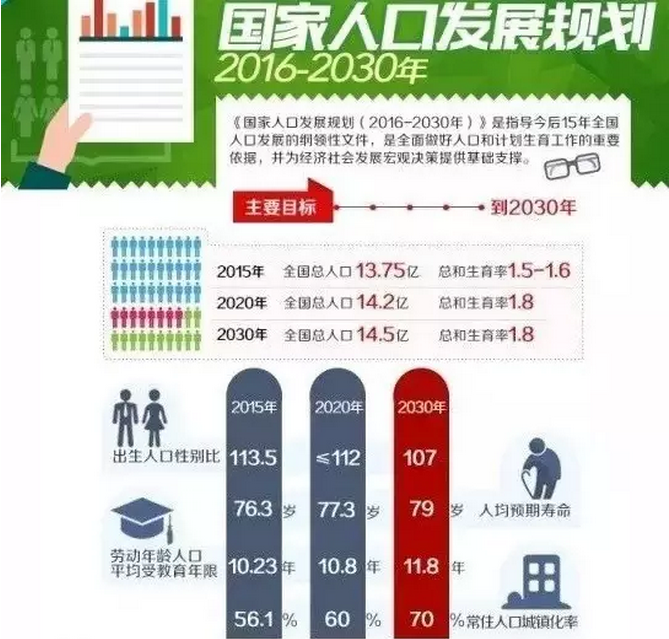 国家人口发展规划
2016-2030年
《国家人口发展规划（2016-2030年）》是指导今后15年全国
人口发展的纲领性文件，是全面做好人口和计划生育工作的重要
依据，并为经济社会发展宏观决策提供基础支撑。
主要目标 到2030年
2015年 全国总人口13.75亿 总和生育率1.5-1.6
2020年 全国总人口14.2亿 总和生育率1.8
2030年 全国总人口14.5亿 总和生育率1.8
2015年 2020年 2030年
出生人口性别比 113.5 ≤112 107
76.3岁 77.3岁 79岁 人均预期寿命
劳动年龄人口
平均受教育年限 10.23年 10.8年 11.8年
56.1% 60% 70% 常住人口城镇化率